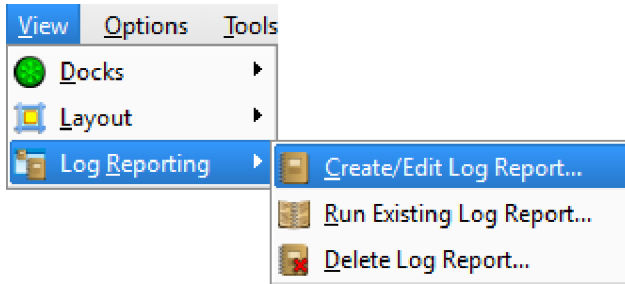 View Options Tools
Docks
Layout
Log Reporting
Create/Edit Log Report...
Run Existing Log Report...
Delete Log Report...